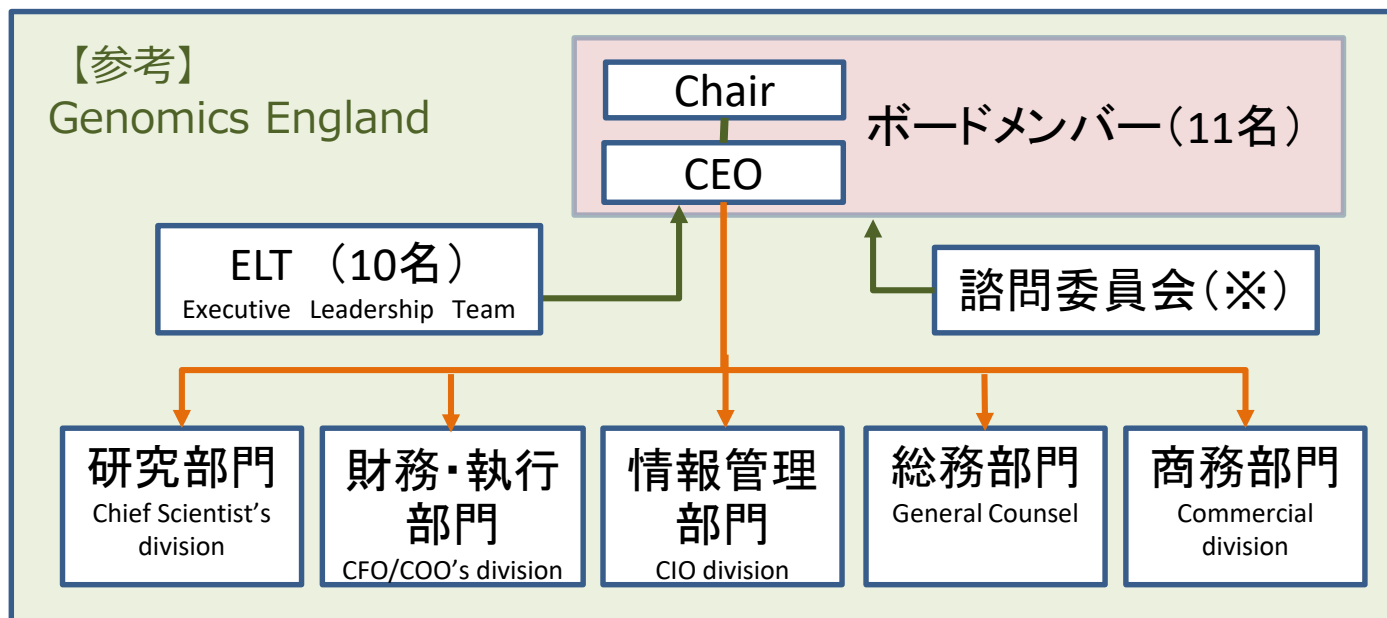 【参考】
Genomics England
Chair
CEO
ボードメンバー（11名）
ELT （10名）
Executive Leadership Team
諮問委員会（※）
研究部門
Chief Scientist’s
division
財務・執行
部門
CFO/COO’s division
情報管理
部門
CIO division
総務部門
General Counsel
商務部門
Commercial
division